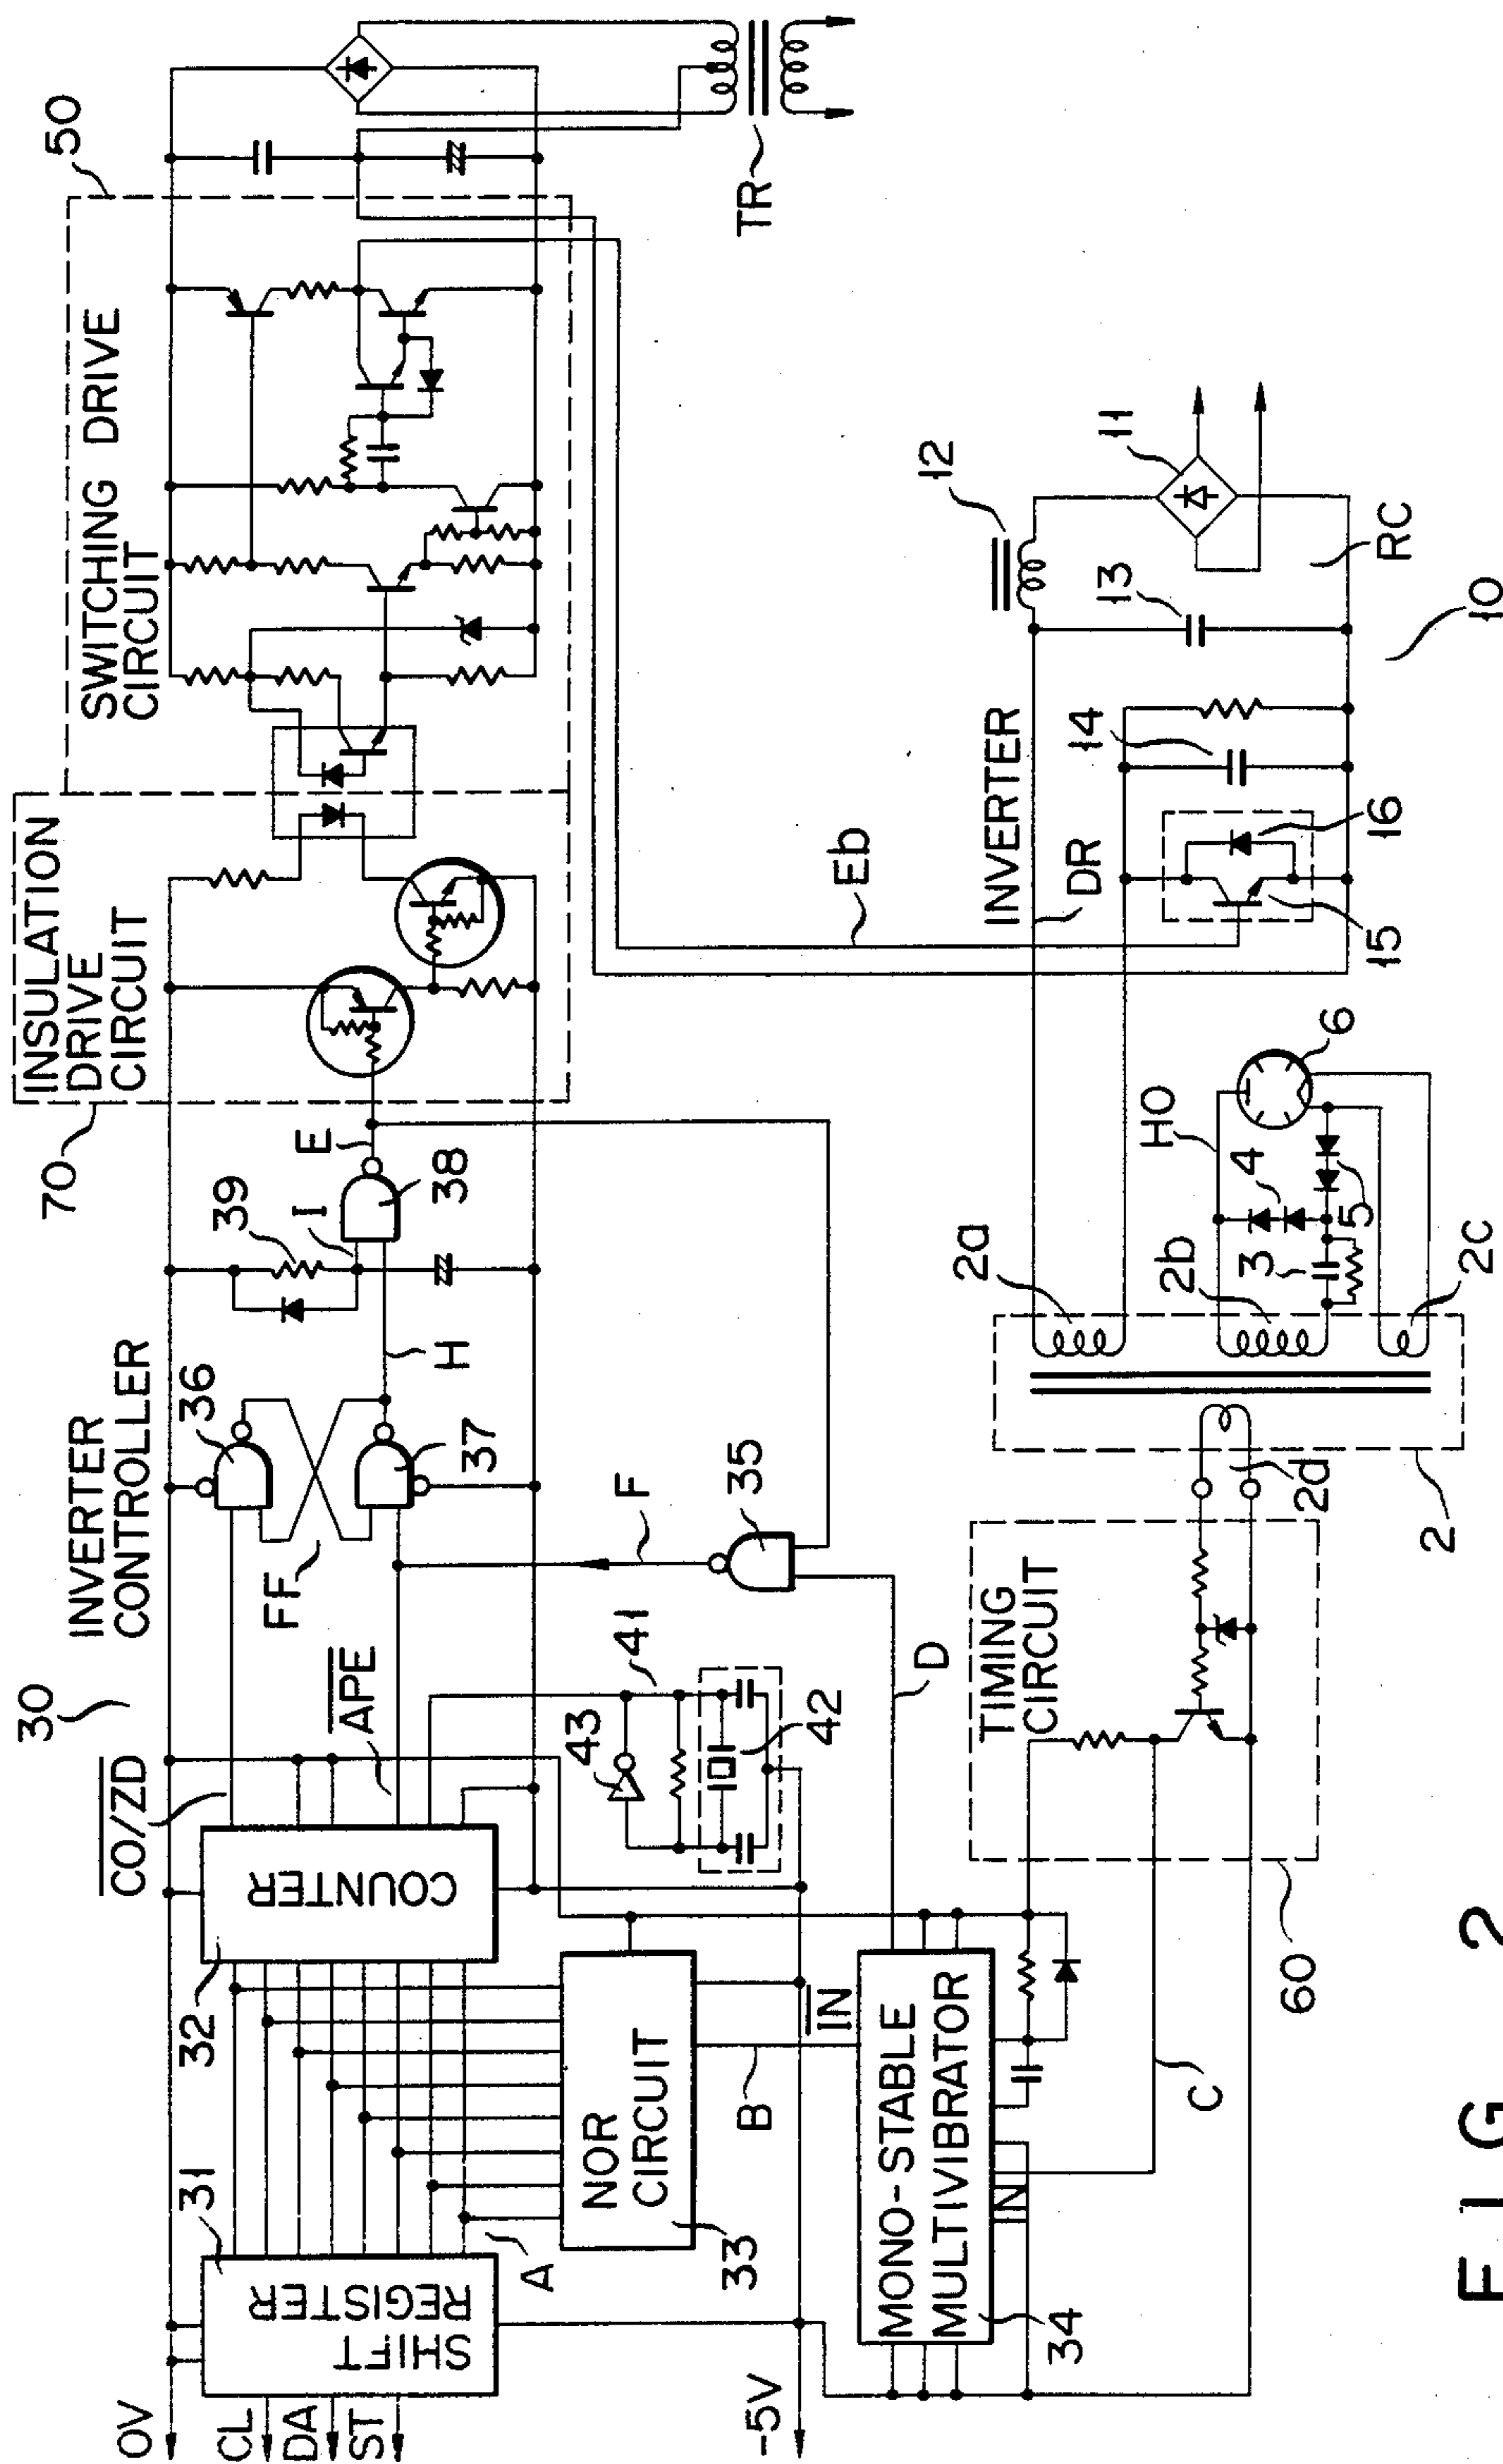 50
SWITCHING DRIVE
CIRCUIT
TR
INSULATION
DRIVE
CIRCUIT
70
Eb
INVERTER
CONTROLLER
30
E
38
39
I
H
36
37
FF
F
35
CO/ZD
APE
41
42
43
D
COUNTER
32
31
SHIFT
REGISTER
A
NOR
CIRCUIT
33
B
IN
MONO-STABLE
MULTIVIBRATOR
IN
34
C
0V
CL
DA
ST
-5V
TIMING
CIRCUIT
60
2d
2
2a
2b
2c
3
4
5
6
HO
INVERTER
DR
12
11
13
14
16
15
RC
10
FIG 2